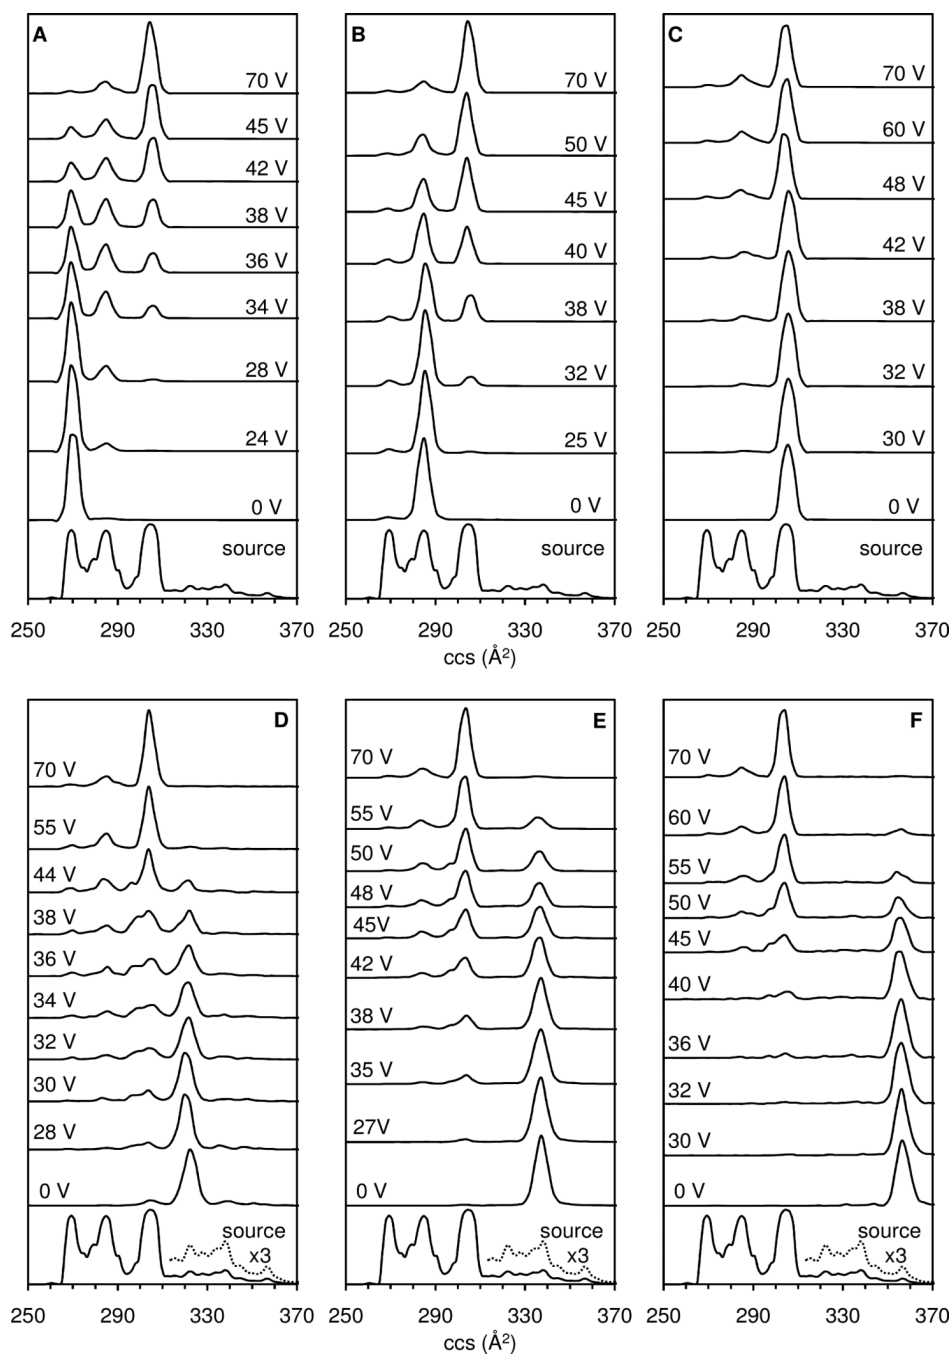 A
70 V
45 V
42 V
38 V
36 V
34 V
28 V
24 V
0 V
source
250 290 330 370
B
70 V
50 V
45 V
40 V
38 V
32 V
25 V
0 V
source
250 290 330 370
ccs (Å²)
C
70 V
60 V
48 V
42 V
38 V
32 V
30 V
0 V
source
250 290 330 370
D
70 V
55 V
44 V
38 V
36 V
34 V
32 V
30 V
28 V
0 V
source
x3
250 290 330 370
E
70 V
55 V
50 V
48 V
45V
42 V
38 V
35 V
27V
0 V
source
x3
250 290 330 370
ccs (Å²)
F
70 V
60 V
55 V
50 V
45 V
40 V
36 V
32 V
30 V
0 V
source
x3
250 290 330 370